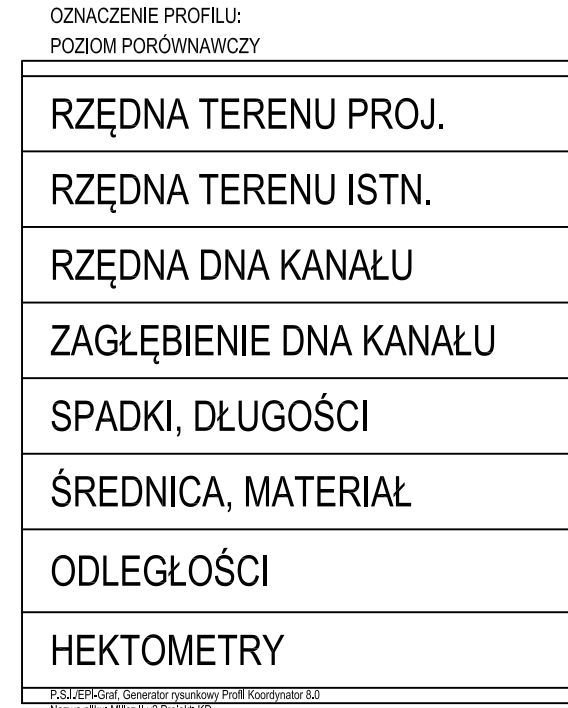 OZNACZENIE PROFILU:
POZIOM PORÓWNAWCZY
RZĘDNA TERENU PROJ.
RZĘDNA TERENU ISTN.
RZĘDNA DNA KANAŁU
ZAGŁĘBIENIE DNA KANAŁU
SPADKI, DŁUGOŚCI
ŚREDNICA, MATERIAŁ
ODLEGŁOŚCI
HEKTOMETRY
P.S.I./EPI-Graf, Generator rysunkowy Profil Koordynator 8.0